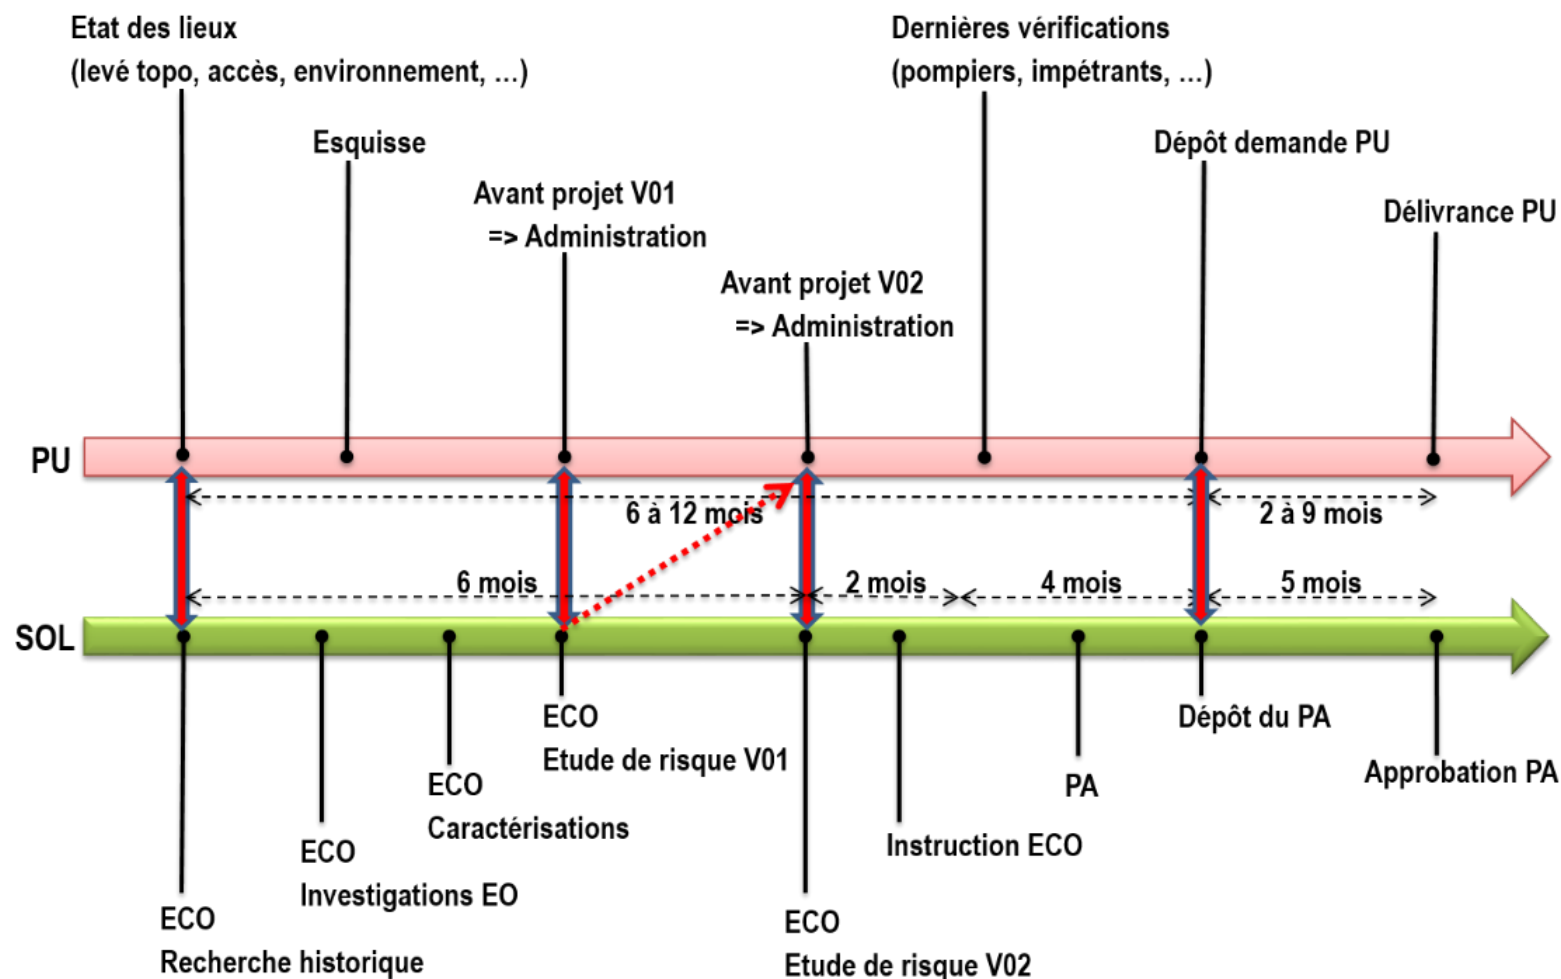 Etat des lieux
(levé topo, accès, environnement, …)
Dernières vérifications
(pompiers, impétrants, …)
Esquisse
Dépôt demande PU
Avant projet V01
=> Administration
Délivrance PU
Avant projet V02
=> Administration
PU
6 à 12 mois
2 à 9 mois
6 mois
2 mois
4 mois
5 mois
SOL
ECO
Etude de risque V01
Dépôt du PA
ECO
Caractérisations
PA
Approbation PA
ECO
Investigations EO
Instruction ECO
ECO
Recherche historique
ECO
Etude de risque V02